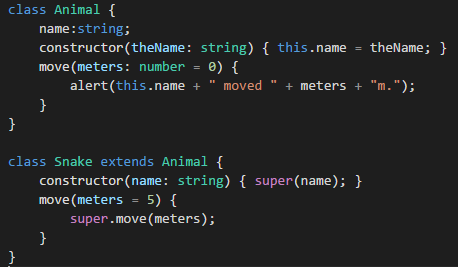 class Animal {
    name:string;
    constructor(theName: string) { this.name = theName; }
    move(meters: number = 0) {
        alert(this.name + " moved " + meters + "m.");
    }
}

class Snake extends Animal {
    constructor(name: string) { super(name); }
    move(meters = 5) {
        super.move(meters);
    }
}